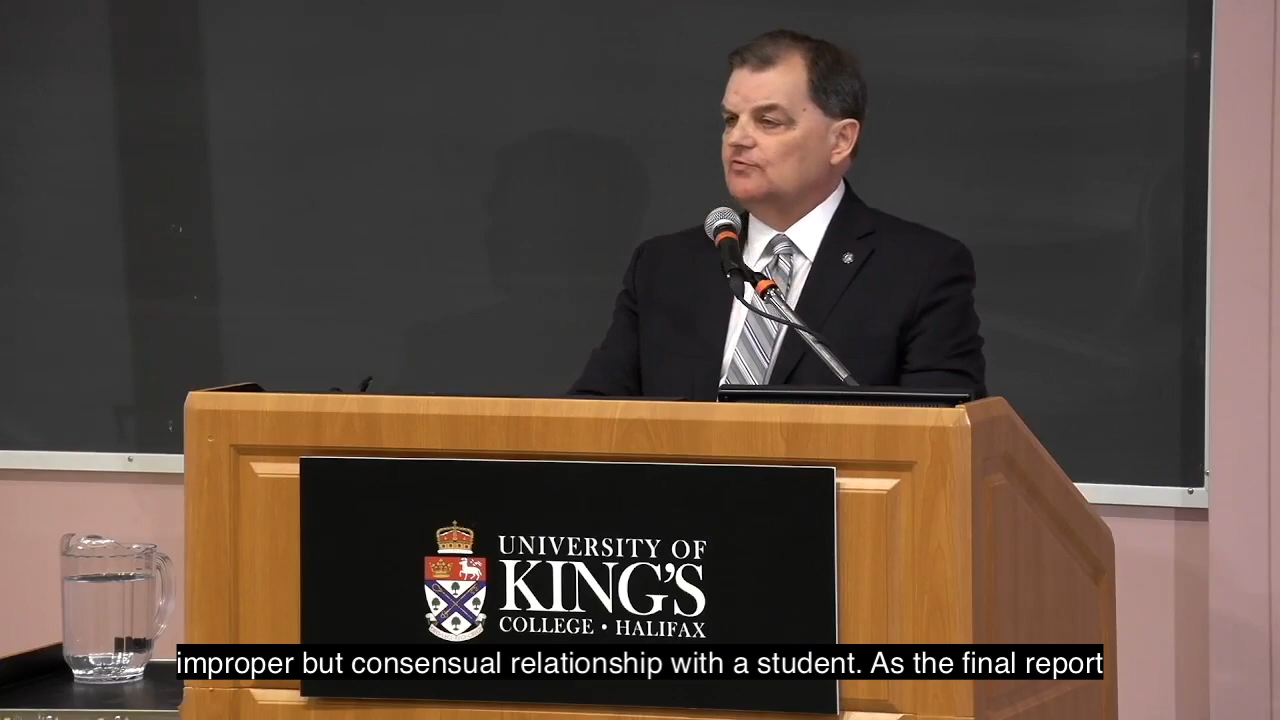 UNIVERSITY OF
KING'S
COLLEGE • HALIFAX
improper but consensual relationship with a student. As the final report